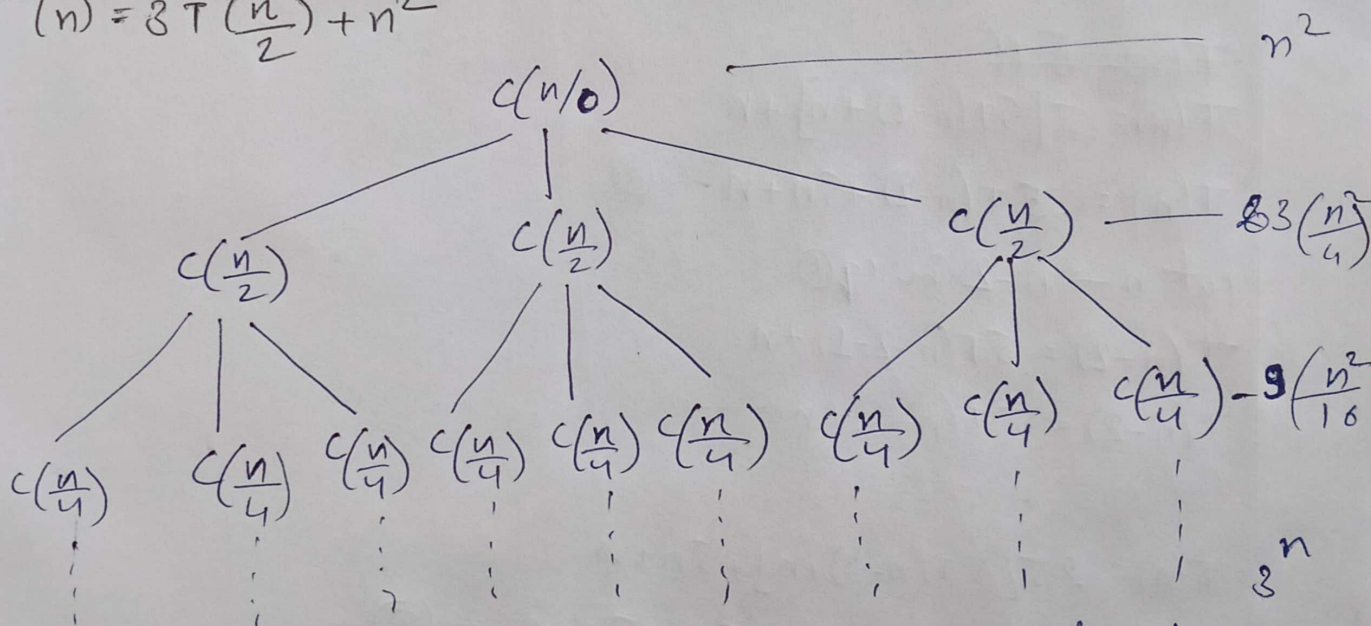 (n) = 3T(n/2) + n²
c(n/0) n²
c(n/2) c(n/2) c(n/2) 3(n²/4)
c(n/4) c(n/4) c(n/4) c(n/4) c(n/4) c(n/4) c(n/4) c(n/4) c(n/4) - 9(n²/16
3ⁿ